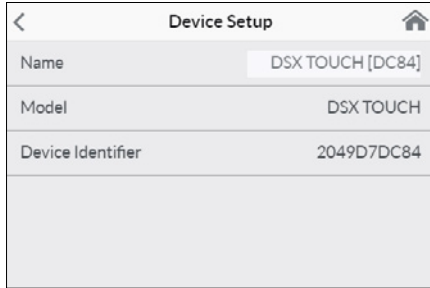 Device Setup
Name DSX TOUCH [DC84]
Model DSX TOUCH
Device Identifier 2049D7DC84